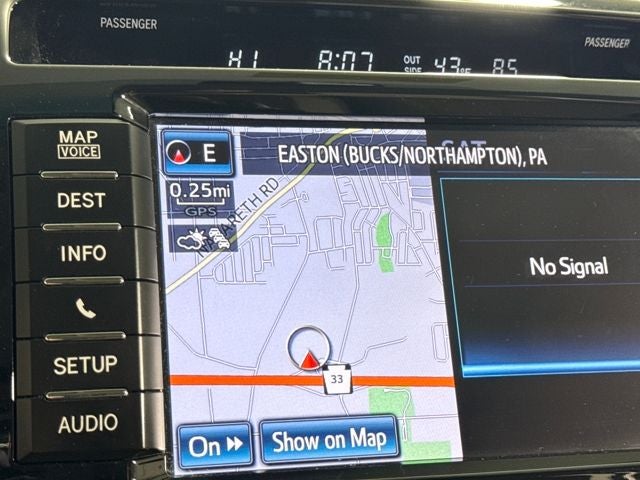 PASSENGER
PASSENGER
HI 8:07 OUT SIDE 43°F 85
MAP
VOICE
DEST
INFO
SETUP
AUDIO
E
EASTON (BUCKS/NORTHAMPTON), PA
SAT
0.25mi
GPS
NAZARETH RD
No Signal
33
On
Show on Map